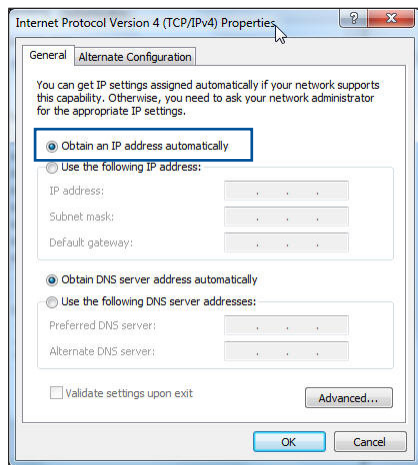 Internet Protocol Version 4 (TCP/IPv4) Properties
?
X
General
Alternate Configuration
You can get IP settings assigned automatically if your network supports
this capability. Otherwise, you need to ask your network administrator
for the appropriate IP settings.
Obtain an IP address automatically
Use the following IP address:
IP address:
. . .
Subnet mask:
. . .
Default gateway:
. . .
Obtain DNS server address automatically
Use the following DNS server addresses:
Preferred DNS server:
. . .
Alternate DNS server:
. . .
Validate settings upon exit
Advanced...
OK
Cancel